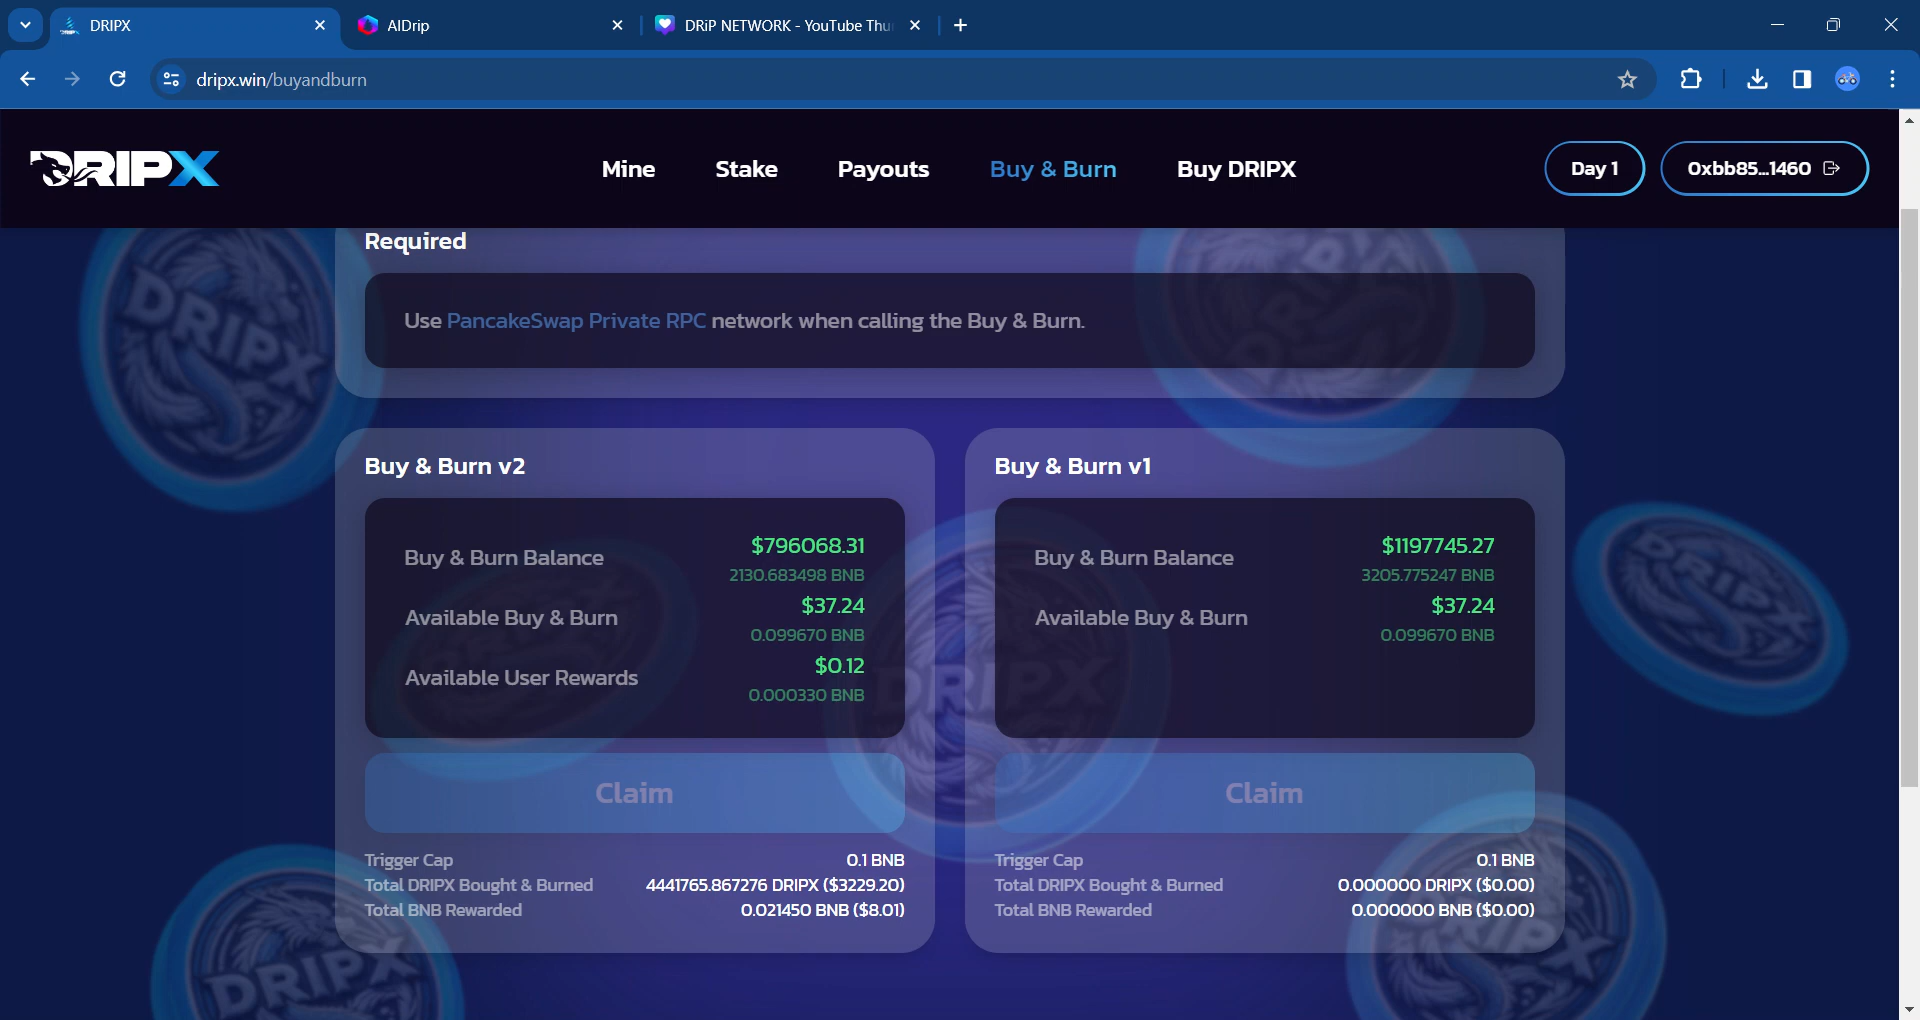 DRIPX
AIDrip
DRiP NETWORK - YouTube Thu
dripx.win/buyandburn
DRIPX
Mine
Stake
Payouts
Buy & Burn
Buy DRIPX
Day 1
0xbb85...1460
Required
Use PancakeSwap Private RPC network when calling the Buy & Burn.
Buy & Burn v2
Buy & Burn Balance
$796068.31
2130.683498 BNB
Available Buy & Burn
$37.24
0.099670 BNB
Available User Rewards
$0.12
0.000330 BNB
Claim
Trigger Cap
0.1 BNB
Total DRIPX Bought & Burned
4441765.867276 DRIPX ($3229.20)
Total BNB Rewarded
0.021450 BNB ($8.01)
Buy & Burn v1
Buy & Burn Balance
$1197745.27
3205.775247 BNB
Available Buy & Burn
$37.24
0.099670 BNB
Claim
Trigger Cap
0.1 BNB
Total DRIPX Bought & Burned
0.000000 DRIPX ($0.00)
Total BNB Rewarded
0.000000 BNB ($0.00)
DRIPX
DRIPX
DRIPX
DRIPX
DRIPX
DRIPX